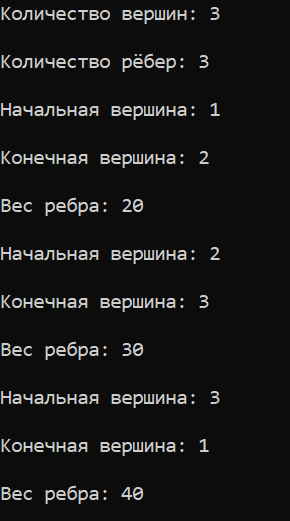 Количество вершин: 3
Количество рёбер: 3
Начальная вершина: 1
Конечная вершина: 2
Вес ребра: 20
Начальная вершина: 2
Конечная вершина: 3
Вес ребра: 30
Начальная вершина: 3
Конечная вершина: 1
Вес ребра: 40